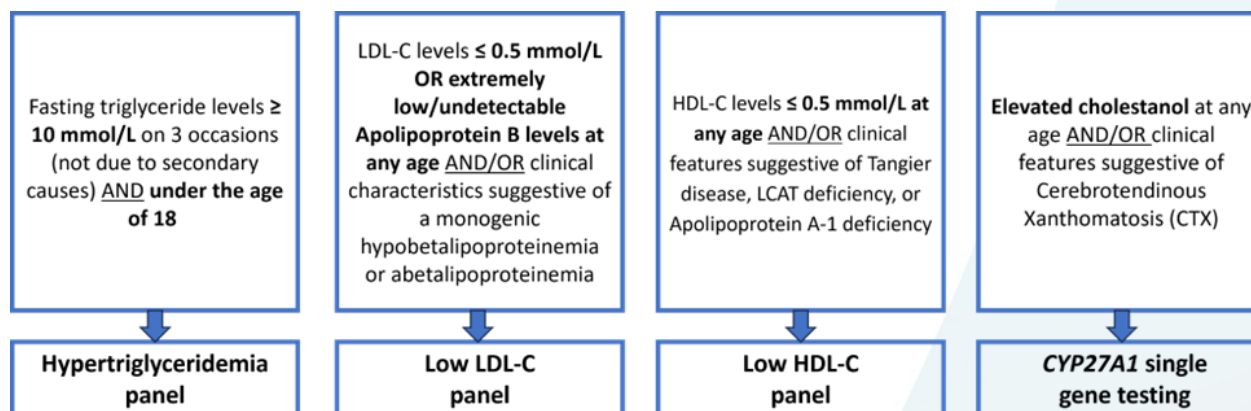 Fasting triglyceride levels ≥
10 mmol/L on 3 occasions
(not due to secondary
causes) AND under the age
of 18
LDL-C levels ≤ 0.5 mmol/L
OR extremely
low/undetectable
Apolipoprotein B levels at
any age AND/OR clinical
characteristics suggestive of
a monogenic
hypobetalipoproteinemia
or abetalipoproteinemia
HDL-C levels ≤ 0.5 mmol/L at
any age AND/OR clinical
features suggestive of Tangier
disease, LCAT deficiency, or
Apolipoprotein A-1 deficiency
Elevated cholestanol at any
age AND/OR clinical
features suggestive of
Cerebrotendinous
Xanthomatosis (CTX)
Hypertriglyceridemia
panel
Low LDL-C
panel
Low HDL-C
panel
CYP27A1 single
gene testing